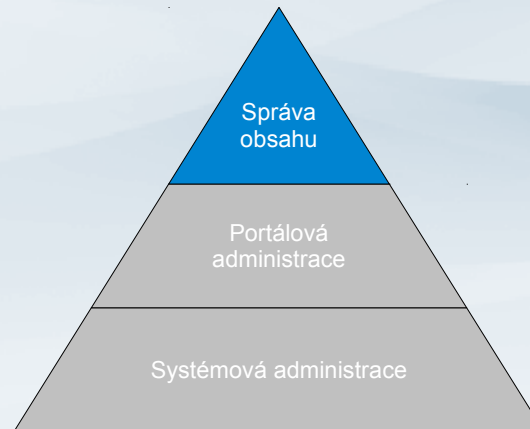 Správa
obsahu
Portálová
administrace
Systémová administrace